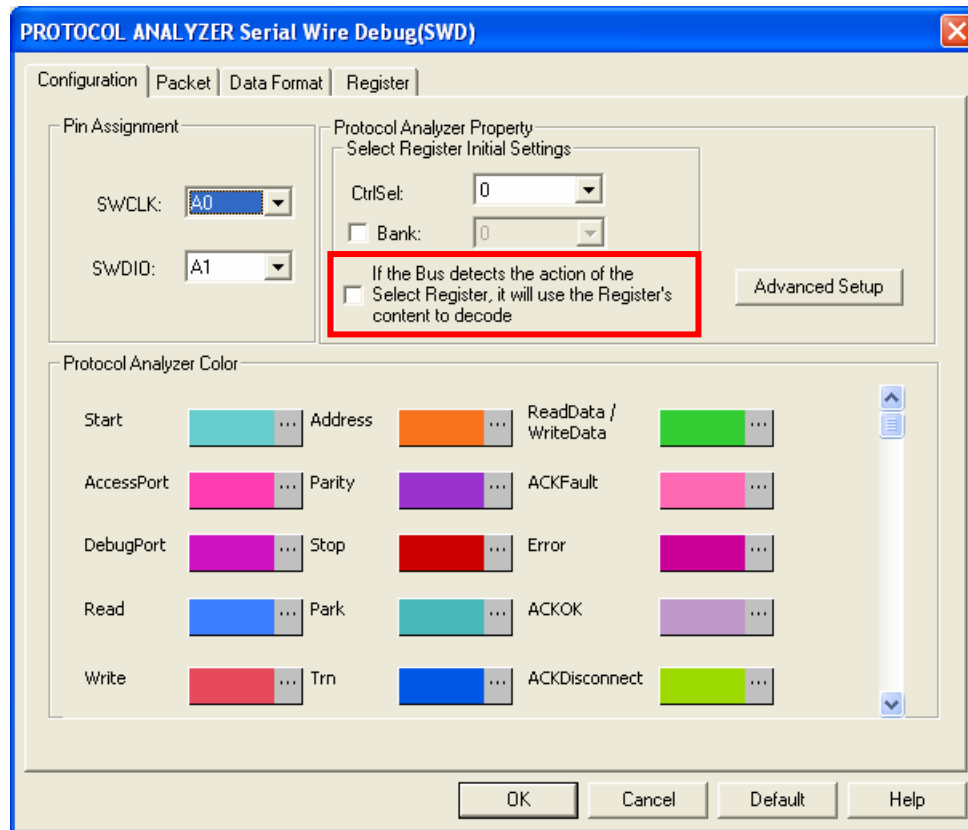 PROTOCOL ANALYZER Serial Wire Debug(SWD)
Configuration Packet Data Format Register
Pin Assignment
SWCLK: A0
SWDIO: A1
Protocol Analyzer Property
Select Register Initial Settings
CtrlSel: 0
Bank: 0
If the Bus detects the action of the
Select Register, it will use the Register's
content to decode
Advanced Setup
Protocol Analyzer Color
Start ... Address ... ReadData /
WriteData ...
AccessPort ... Parity ... ACKFault ...
DebugPort ... Stop ... Error ...
Read ... Park ... ACKOK ...
Write ... Trn ... ACKDisconnect ...
OK Cancel Default Help